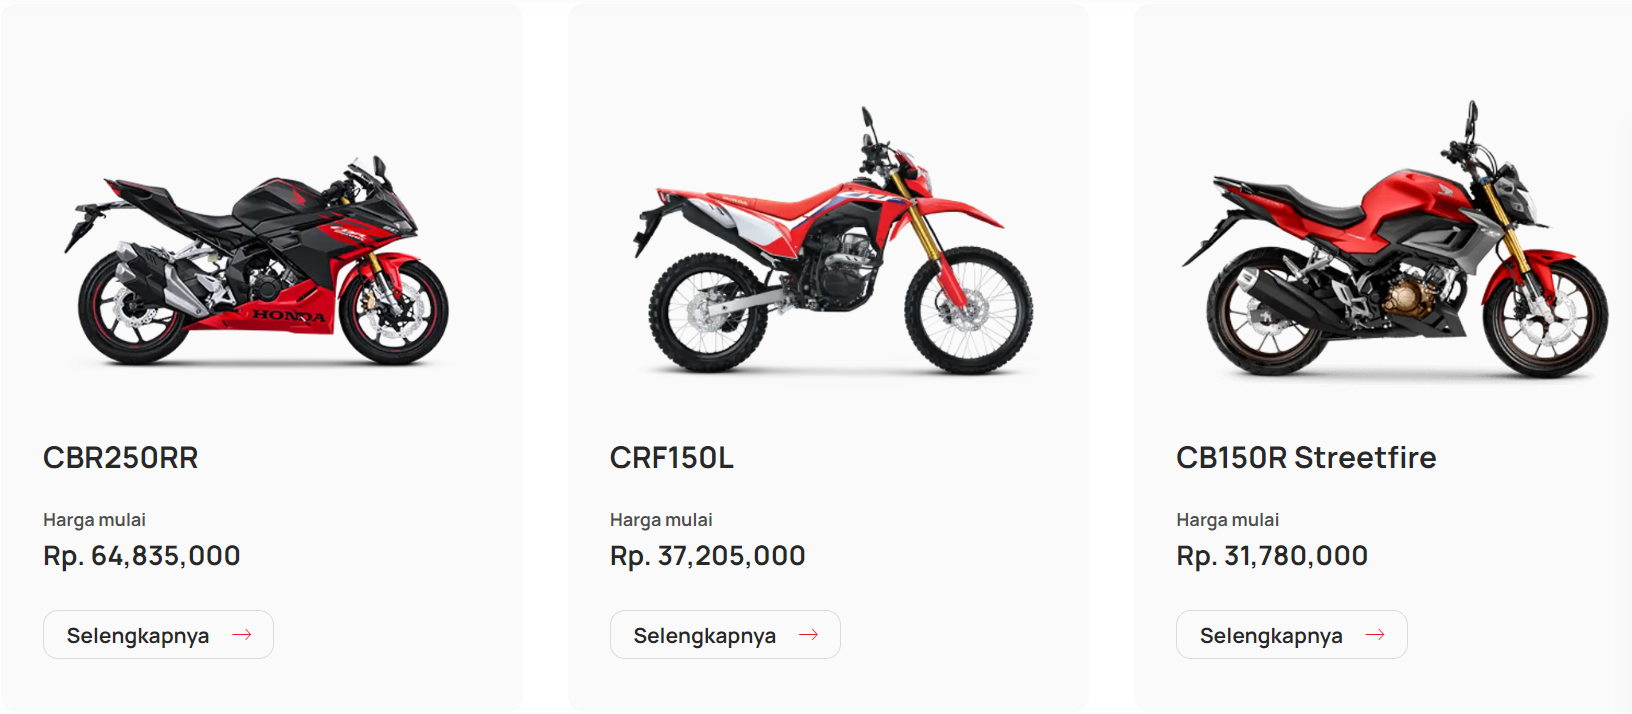 HONDA
CBR250RR
Harga mulai
Rp. 64,835,000
Selengkapnya
CRF150L
Harga mulai
Rp. 37,205,000
Selengkapnya
CB150R Streetfire
Harga mulai
Rp. 31,780,000
Selengkapnya